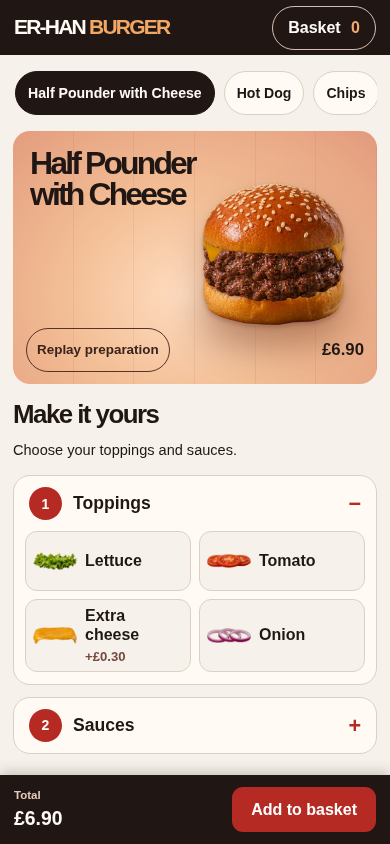 ER-HAN BURGER
Basket 0
Half Pounder with Cheese
Hot Dog
Chips
Half Pounder
with Cheese
Replay preparation
£6.90
Make it yours
Choose your toppings and sauces.
1 Toppings −
Lettuce
Tomato
Extra
cheese
+£0.30
Onion
2 Sauces +
Total
£6.90
Add to basket